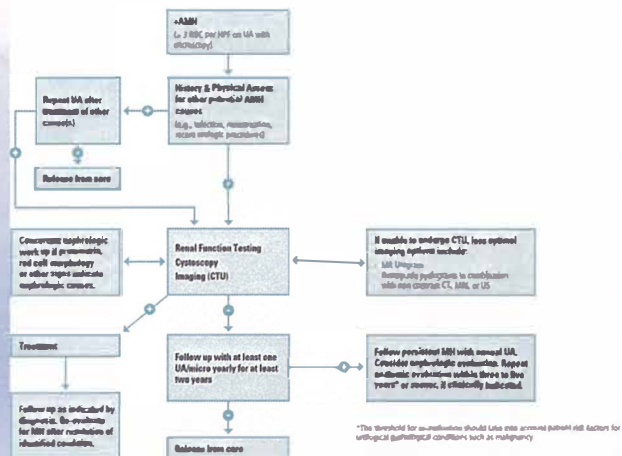 +AMH
(≥ 3 RBC per HPF on UA with
microscopy)
History & Physical Assess
for other potential AMH
causes
(e.g., infection, menstruation,
recent urologic procedures)
Repeat UA after
treatment of other
cause(s)
Release from care
Concurrent nephrologic
work up if proteinuria,
red cell morphology
or other signs indicate
nephrologic causes.
Renal Function Testing
Cystoscopy
Imaging (CTU)
If unable to undergo CTU, less optimal
imaging options include:
MR Urogram
Retrograde pyelograms in combination
with non contrast CT, MRI, or US
Treatment
Follow up with at least one
UA/micro yearly for at least
two years
Follow persistent MH with annual UA.
Consider nephrologic evaluation. Repeat
anatomic evaluation within three to five
years* or sooner, if clinically indicated.
Follow up as indicated by
diagnosis. Re-evaluate
for MH after resolution of
identified condition.
Release from care
*The threshold for re-evaluation should take into account patient risk factors for
urological pathological conditions such as malignancy